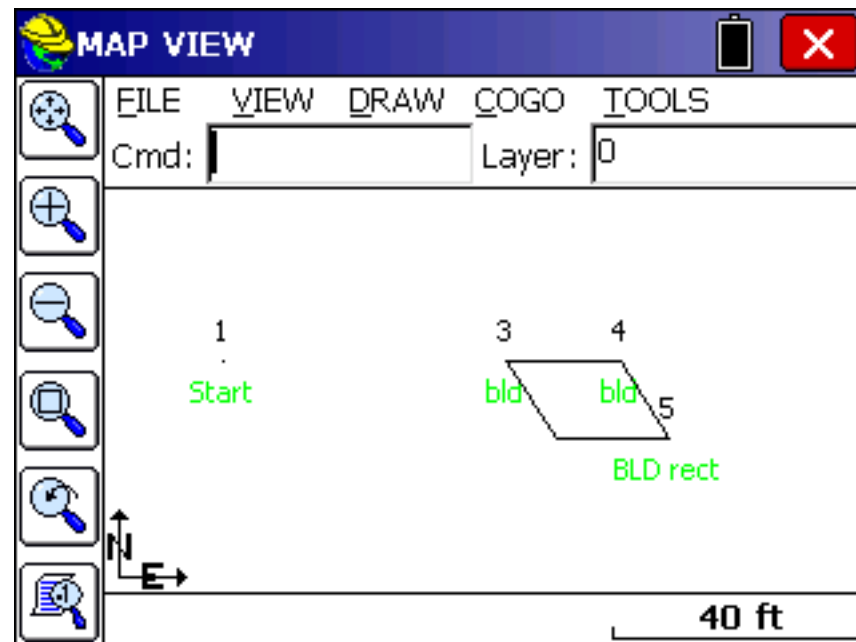 MAP VIEW
FILE VIEW DRAW COGO TOOLS
Cmd: Layer: 0
1 3 4
Start bld bld 5
BLD rect
N
E
40 ft